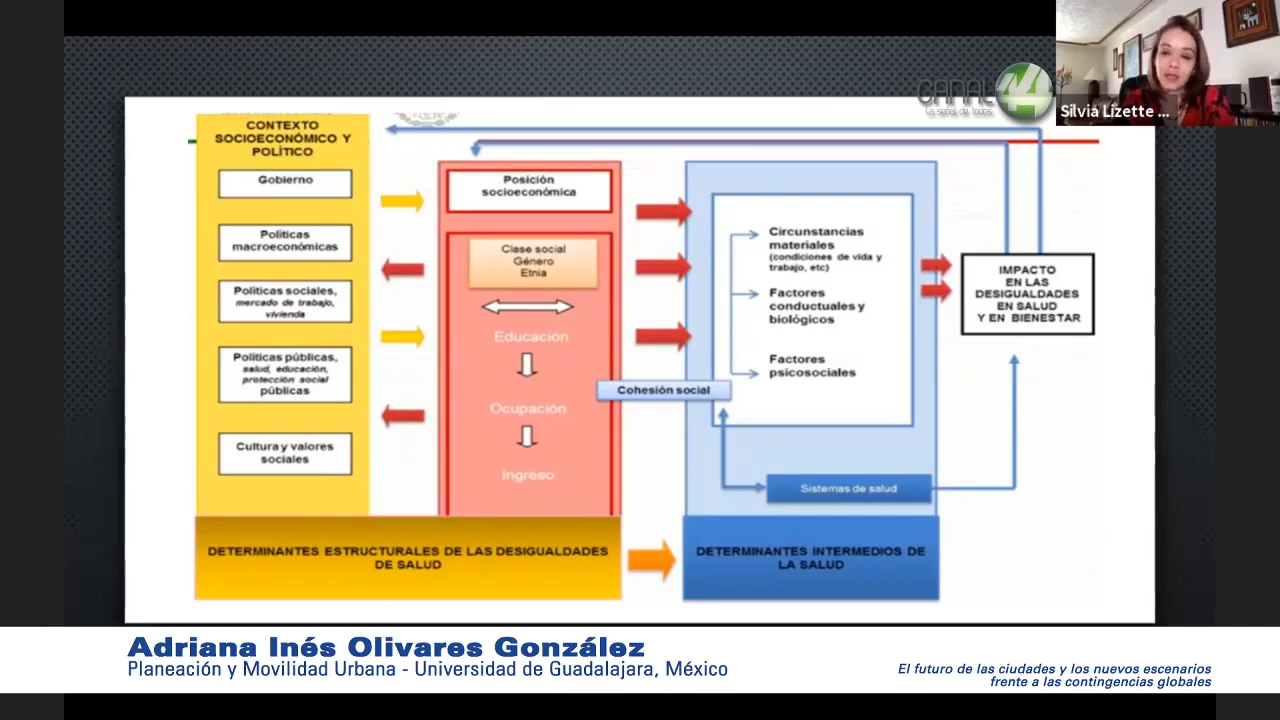 CANAL 44
La señal de todos
Silvia Lizette ...
CONTEXTO
SOCIOECONÓMICO Y
POLÍTICO
Gobierno
Políticas
macroeconómicas
Políticas sociales,
mercado de trabajo,
vivienda
Políticas públicas,
salud, educación,
protección social
públicas
Cultura y valores
sociales
Posición
socioeconómica
Clase social
Género
Etnia
Educación
Ocupación
Ingreso
Cohesión social
Circunstancias
materiales
(condiciones de vida y
trabajo, etc)
Factores
conductuales y
biológicos
Factores
psicosociales
Sistemas de salud
IMPACTO
EN LAS
DESIGUALDADES
EN SALUD
Y EN BIENESTAR
DETERMINANTES ESTRUCTURALES DE LAS DESIGUALDADES
DE SALUD
DETERMINANTES INTERMEDIOS DE
LA SALUD
Adriana Inés Olivares González
Planeación y Movilidad Urbana - Universidad de Guadalajara, México
El futuro de las ciudades y los nuevos escenarios
frente a las contingencias globales